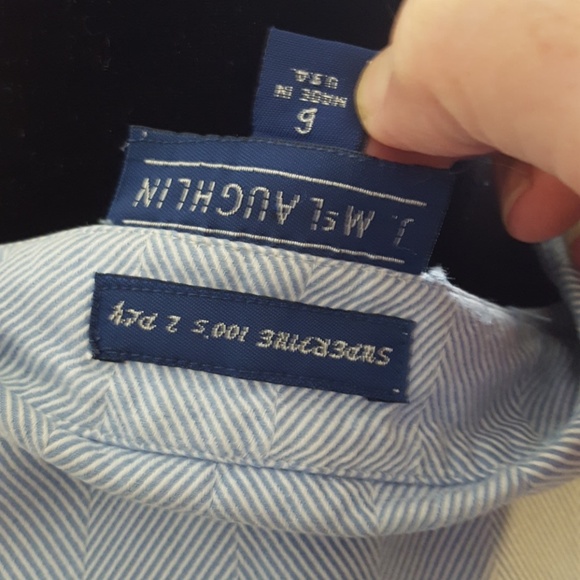 SUPERFINE 100's 2 PLY
J. McLAUGHLIN
MADE IN
U.S.A.